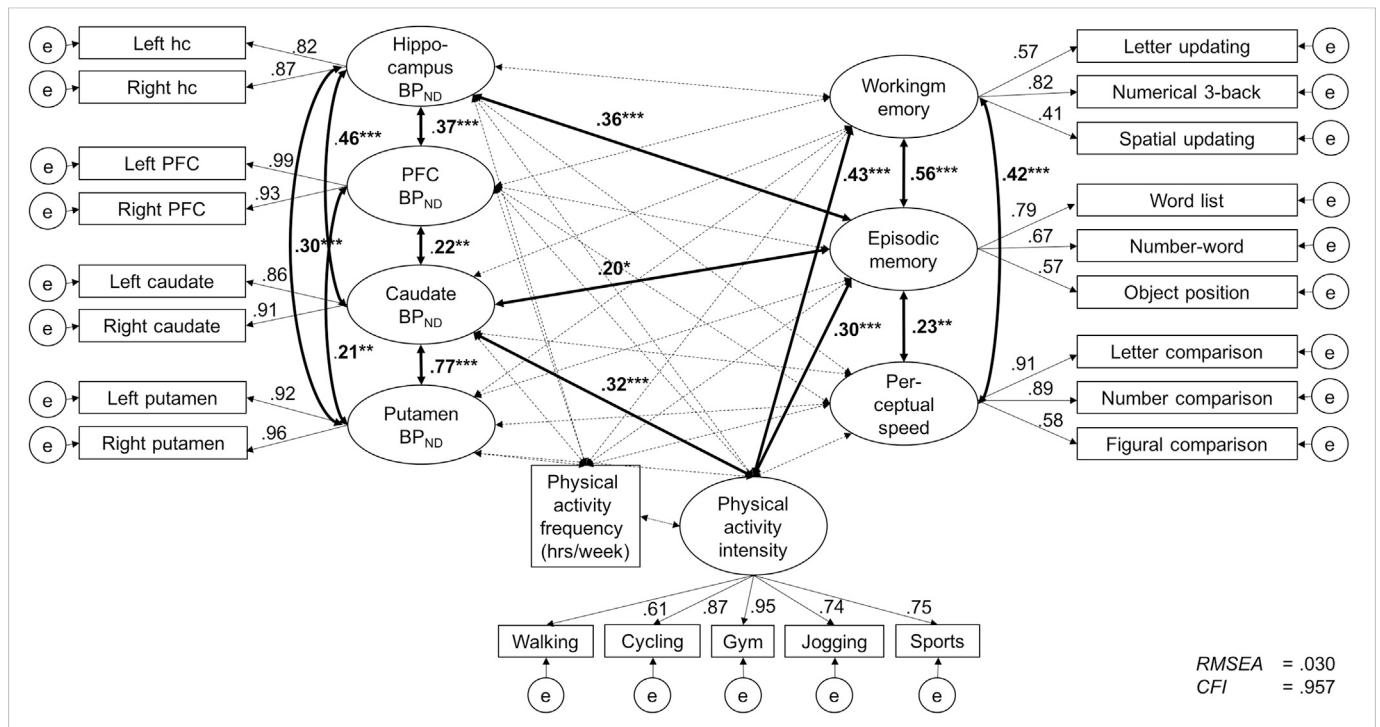 e
Left hc
.82
e
Right hc
.87
Hippo-
campus
BPND
.46***
.37***
e
Left PFC
.99
e
Right PFC
.93
PFC
BPND
.30***
.22**
e
Left caudate
.86
e
Right caudate
.91
Caudate
BPND
.21**
.77***
e
Left putamen
.92
e
Right putamen
.96
Putamen
BPND
.36***
.20*
.32***
.43***
.30***
Workingm
emory
.56***
.42***
Episodic
memory
.23**
Per-
ceptual
speed
.57
Letter updating
e
.82
Numerical 3-back
e
.41
Spatial updating
e
.79
Word list
e
.67
Number-word
e
.57
Object position
e
.91
Letter comparison
e
.89
Number comparison
e
.58
Figural comparison
e
Physical
activity
frequency
(hrs/week)
Physical
activity
intensity
.61 .87 .95 .74 .75
Walking Cycling Gym Jogging Sports
e e e e e
RMSEA = .030
CFI = .957